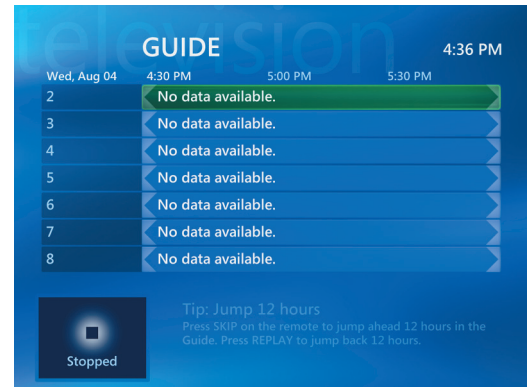 television
GUIDE
4:36 PM
Wed, Aug 04 4:30 PM 5:00 PM 5:30 PM
2 No data available.
3 No data available.
4 No data available.
5 No data available.
6 No data available.
7 No data available.
8 No data available.
Tip: Jump 12 hours
Press SKIP on the remote to jump ahead 12 hours in the
Guide. Press REPLAY to jump back 12 hours.
Stopped